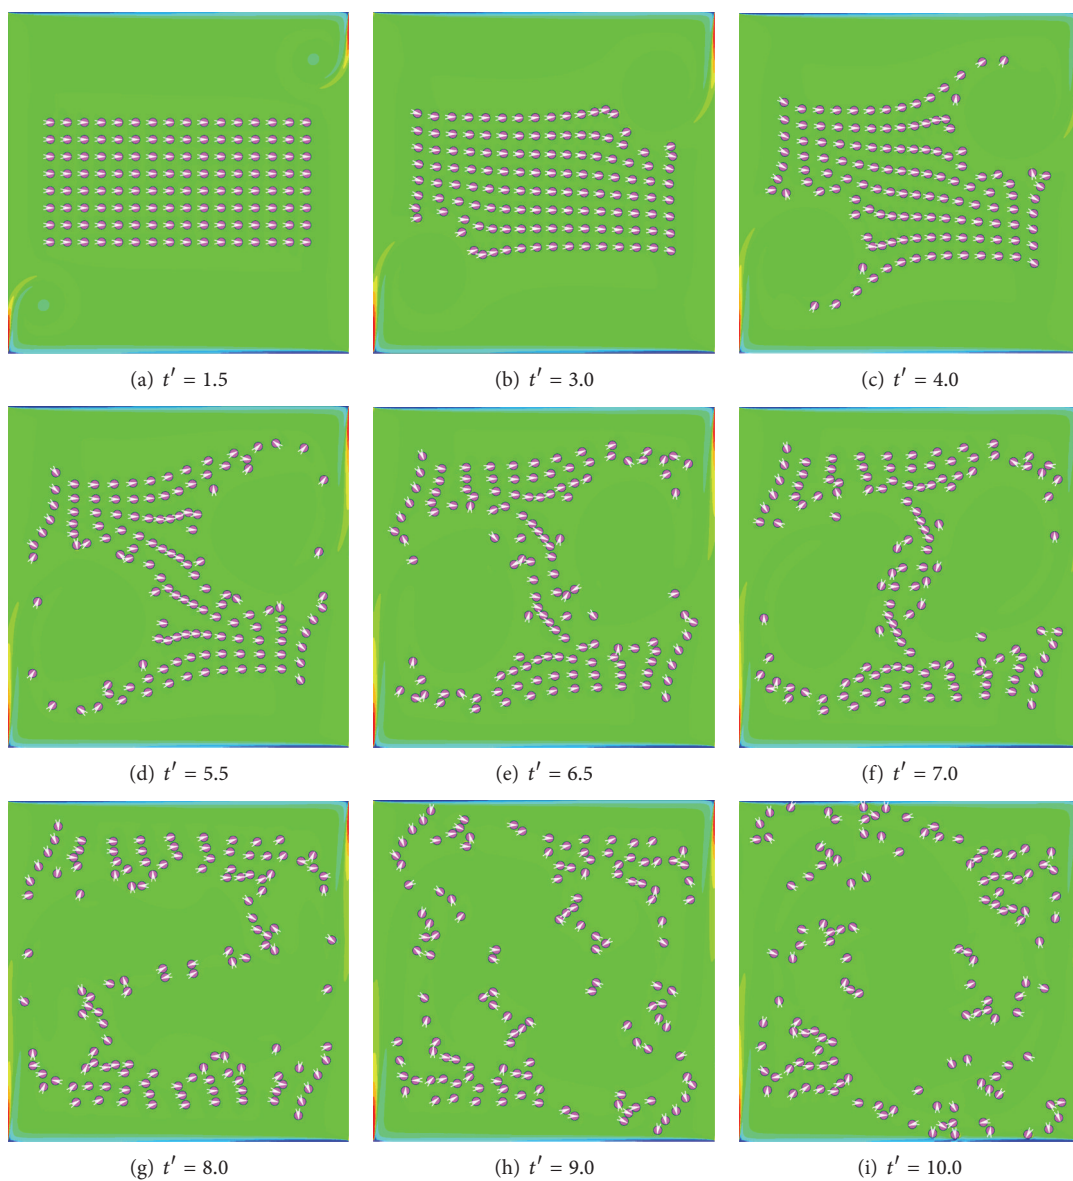 (a) t′ = 1.5
(b) t′ = 3.0
(c) t′ = 4.0
(d) t′ = 5.5
(e) t′ = 6.5
(f) t′ = 7.0
(g) t′ = 8.0
(h) t′ = 9.0
(i) t′ = 10.0